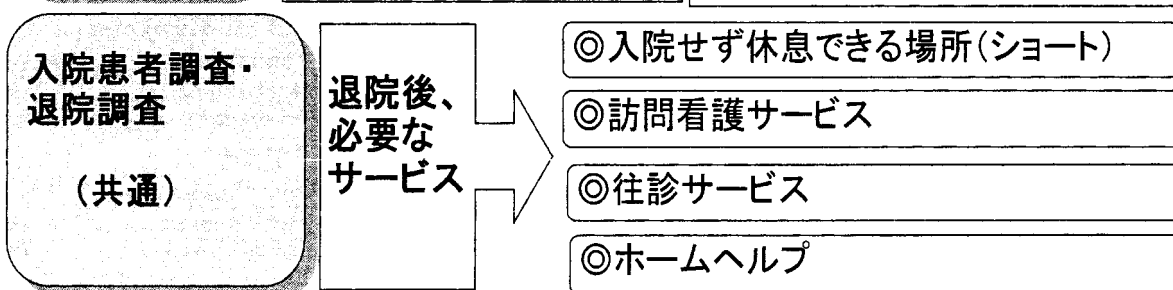 入院患者調査・
退院調査
（共通）
退院後、
必要な
サービス
◎入院せず休息できる場所（ショート）
◎訪問看護サービス
◎往診サービス
◎ホームヘルプ